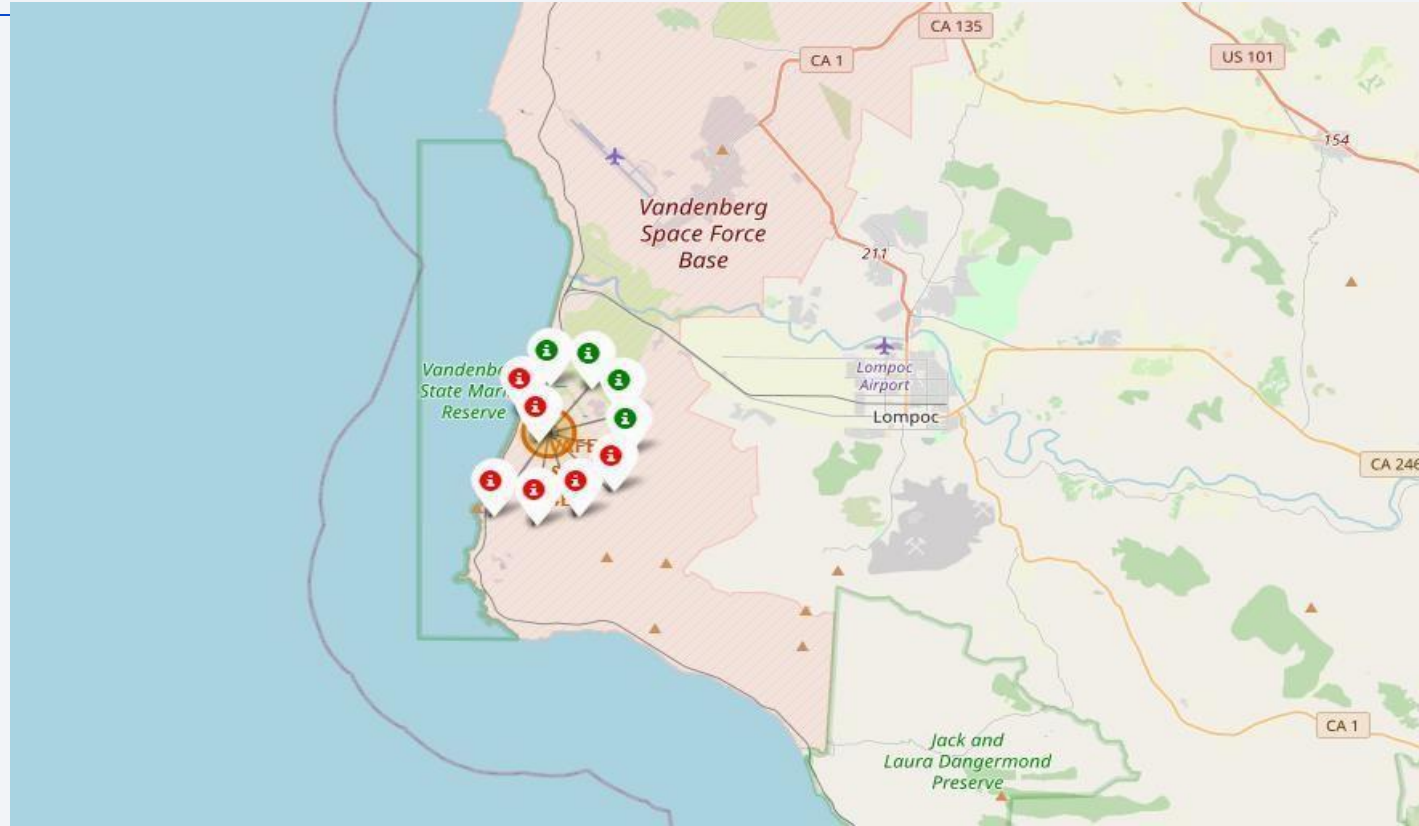 CA 135
CA 1
US 101
154
Vandenberg
Space Force
Base
211
Vandenbe
State Mar
Reserve
Lompoc
Airport
Lompoc
CA 246
CA 1
Jack and
Laura Dangermond
Preserve